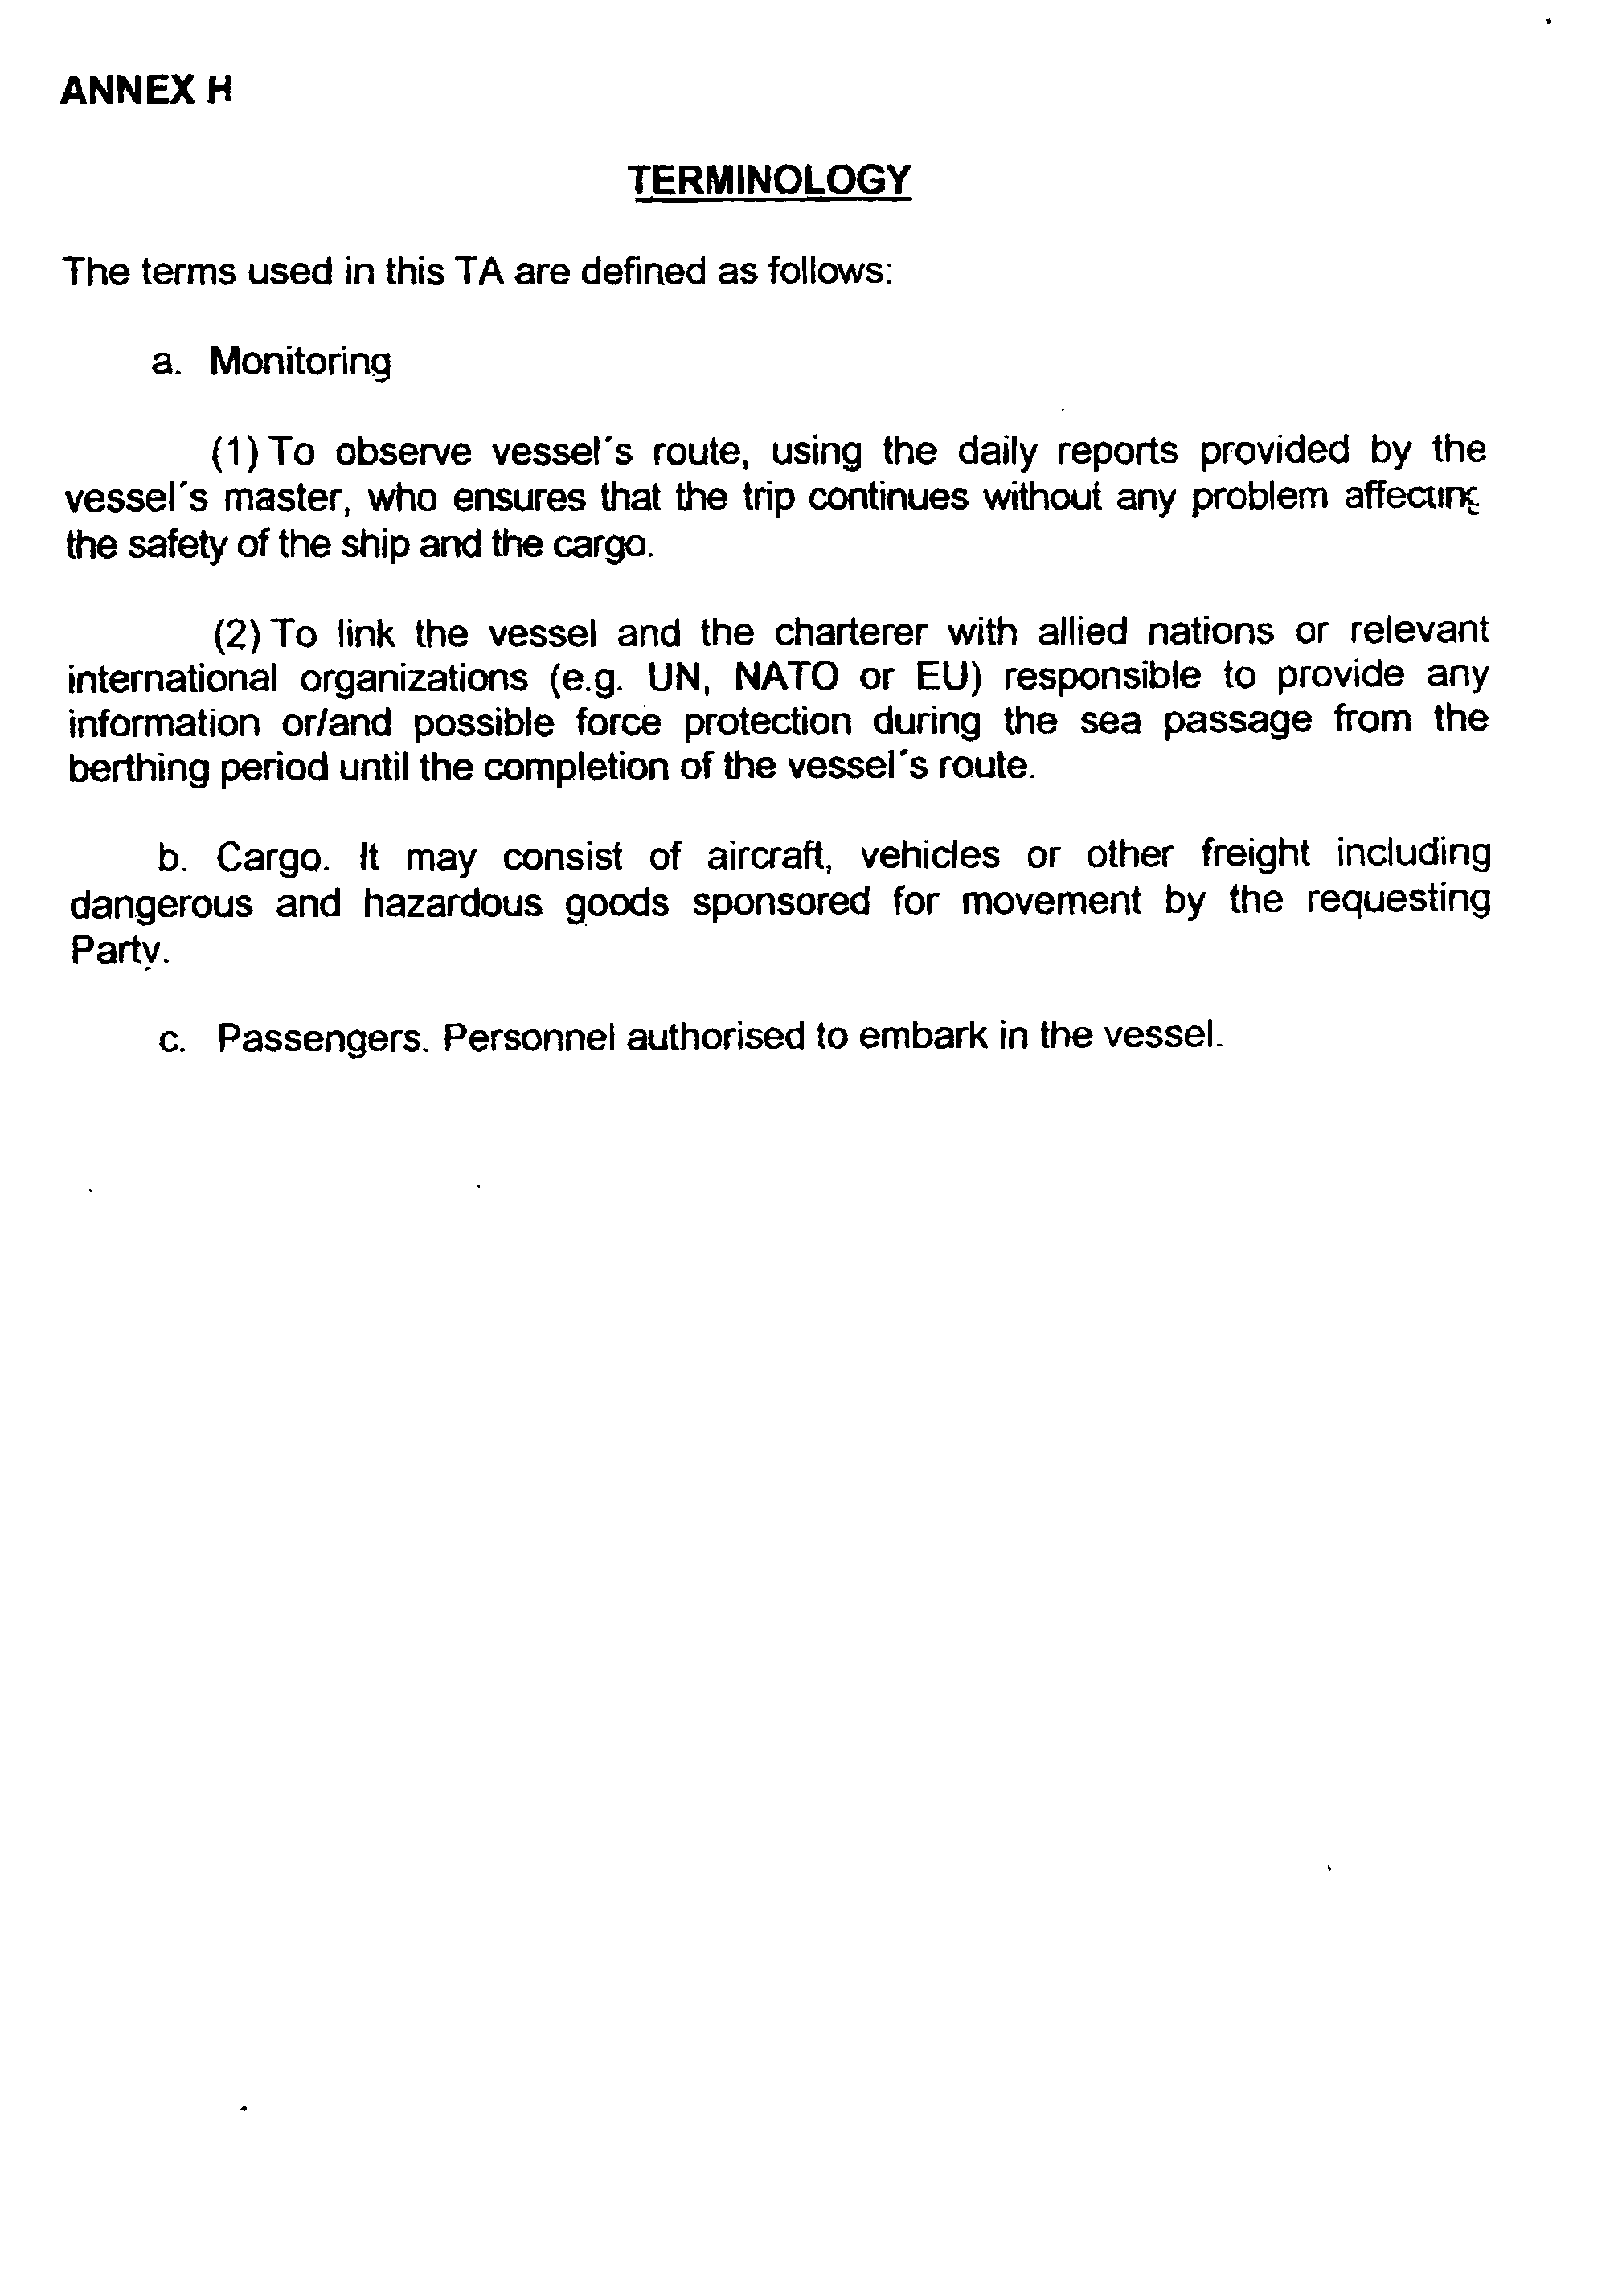 ANNEX H
TERMINOLOGY
The terms used in this TA are defined as follows:
a. Monitoring
(1) To observe vessel´s route, using the daily reports provided by the
vessel´s master, who ensures that the trip continues without any problem affecting
the safety of the ship and the cargo.
(2) To link the vessel and the charterer with allied nations or relevant
international organizations (e.g. UN, NATO or EU) responsible to provide any
information or/and possible force protection during the sea passage from the
berthing period until the completion of the vessel´s route.
b. Cargo. It may consist of aircraft, vehicles or other freight including
dangerous and hazardous goods sponsored for movement by the requesting
Party.
c. Passengers. Personnel authorised to embark in the vessel.